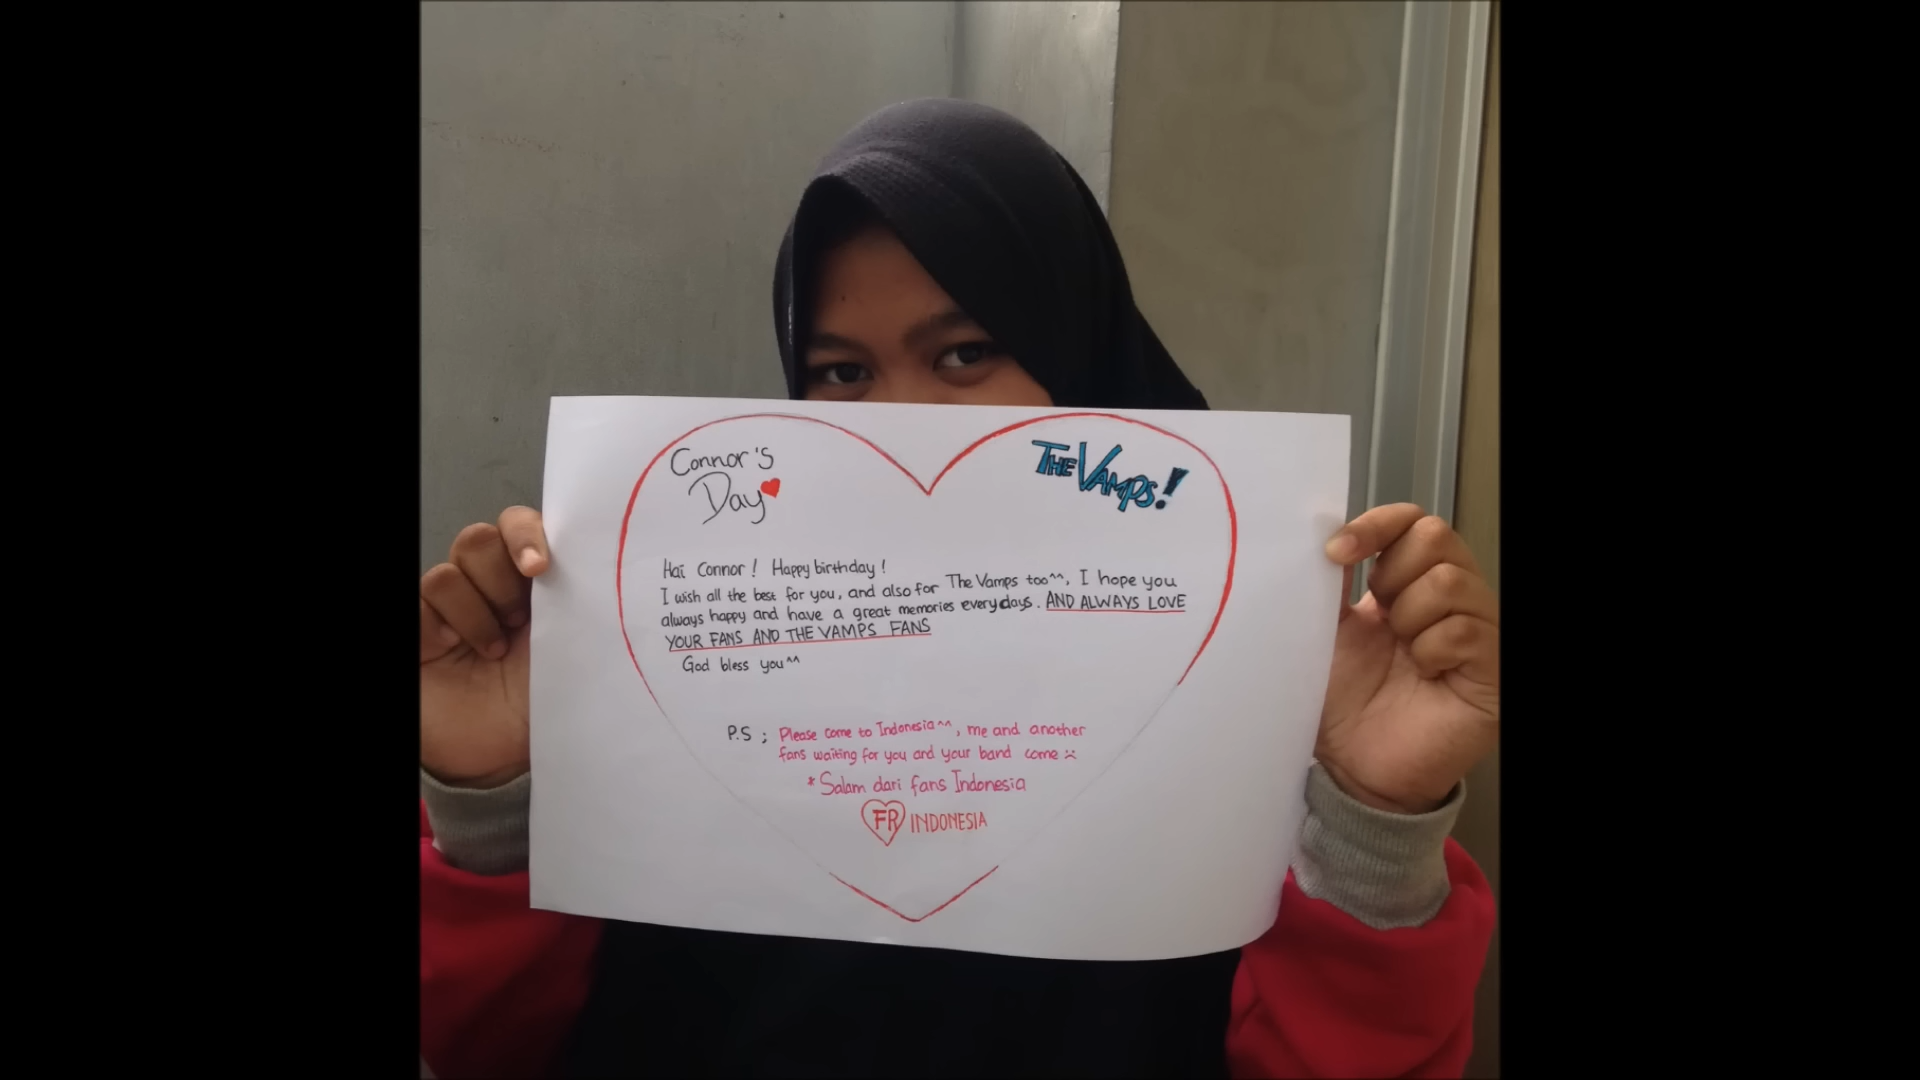 Connor's
Day
THE VAMPS!
Hai Connor! Happy birthday!
I wish all the best for you, and also for The Vamps too^^, I hope you
always happy and have a great memories everydays. AND ALWAYS LOVE
YOUR FANS AND THE VAMPS FANS
God bless you^^
P.S ; Please come to Indonesia^^, me and another
fans waiting for you and your band come :(
*Salam dari fans Indonesia
FR INDONESIA